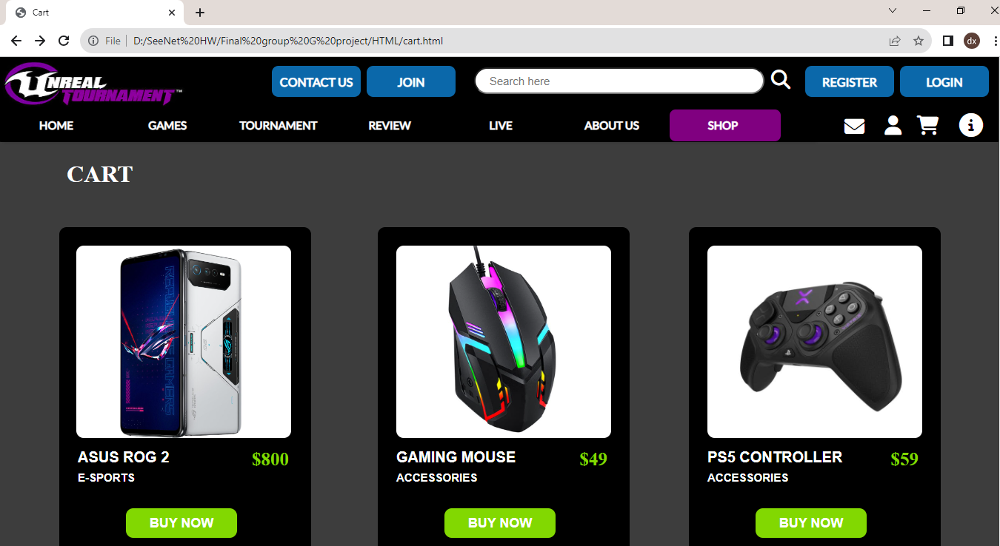 Cart
File
D:/SeeNet%20HW/Final%20group%20G%20project/HTML/cart.html
dx
UNREAL
TOURNAMENT™
CONTACT US
JOIN
Search here
REGISTER
LOGIN
HOME
GAMES
TOURNAMENT
REVIEW
LIVE
ABOUT US
SHOP
CART
ASUS ROG 2
$800
E-SPORTS
BUY NOW
GAMING MOUSE
$49
ACCESSORIES
BUY NOW
PS5 CONTROLLER
$59
ACCESSORIES
BUY NOW